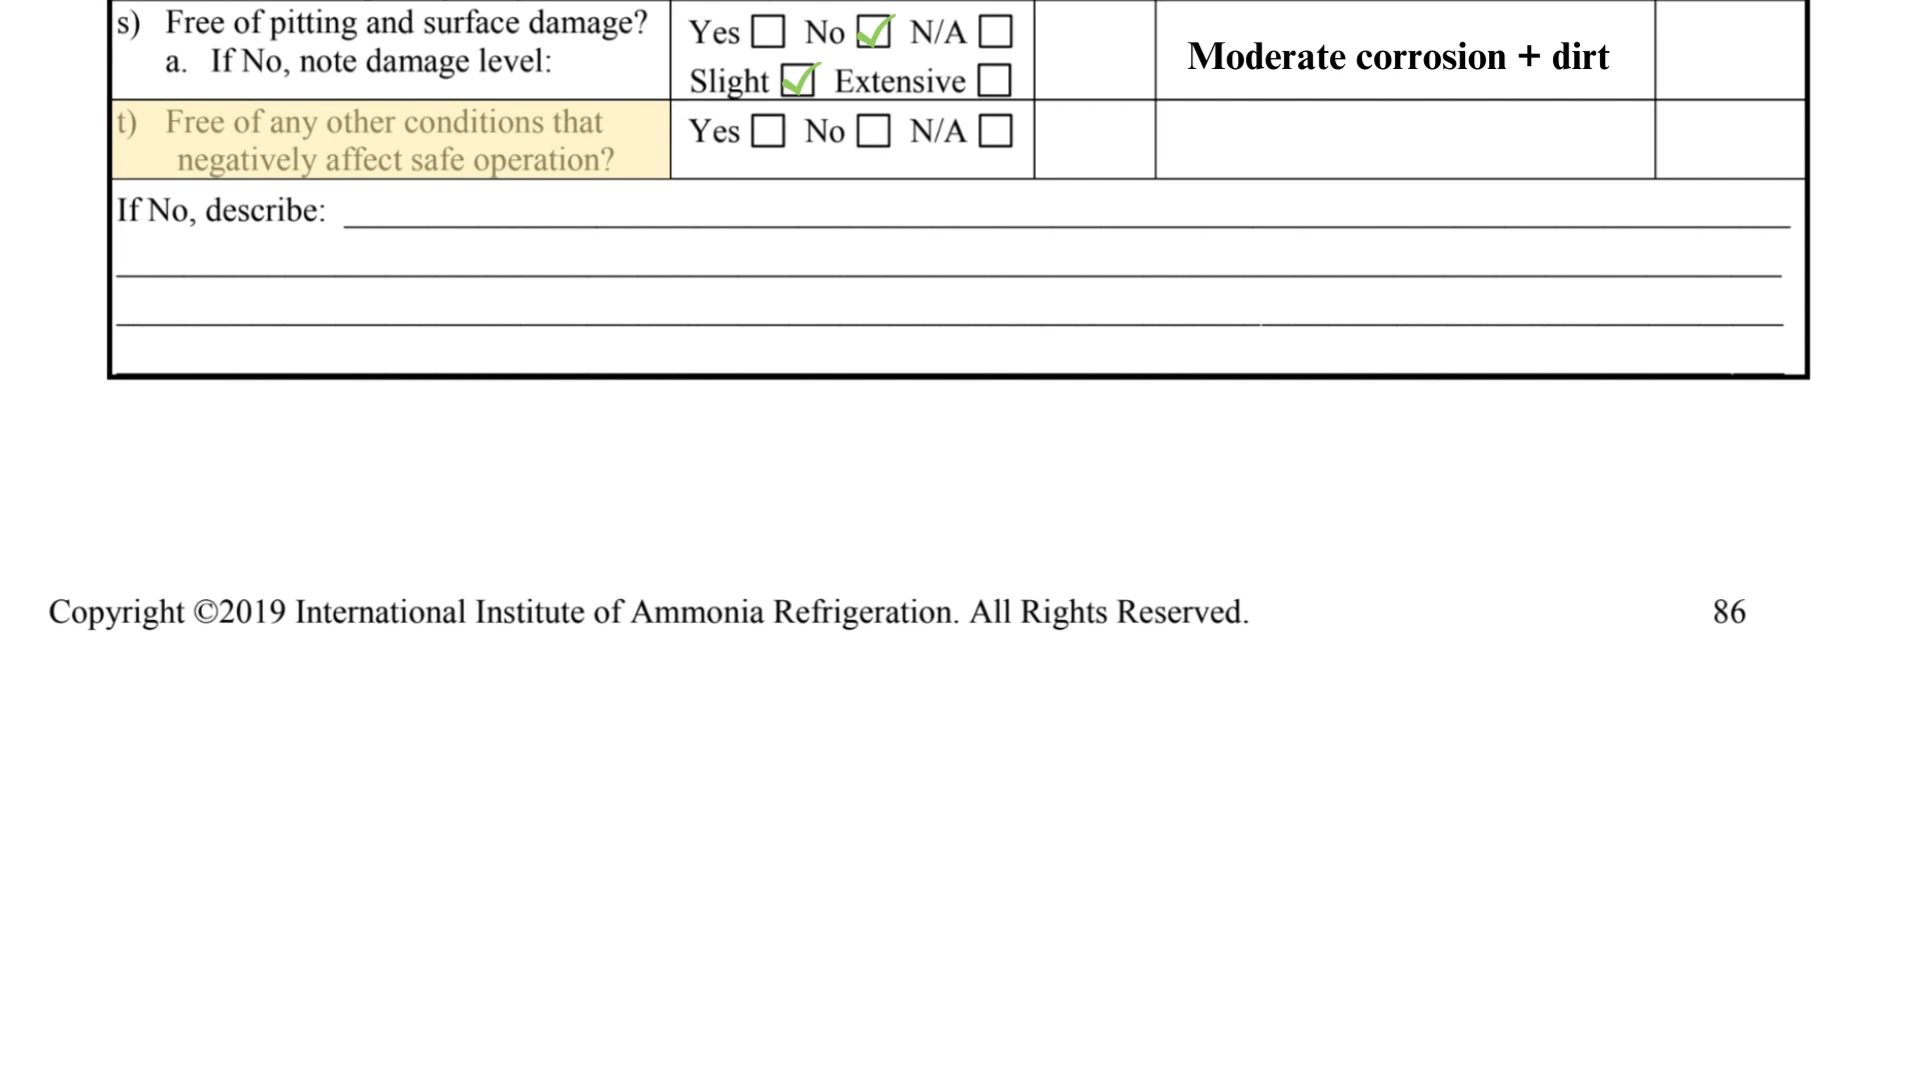 s) Free of pitting and surface damage? Yes No N/A
a. If No, note damage level: Slight Extensive
Moderate corrosion + dirt
t) Free of any other conditions that Yes No N/A
negatively affect safe operation?
If No, describe:
Copyright ©2019 International Institute of Ammonia Refrigeration. All Rights Reserved. 86